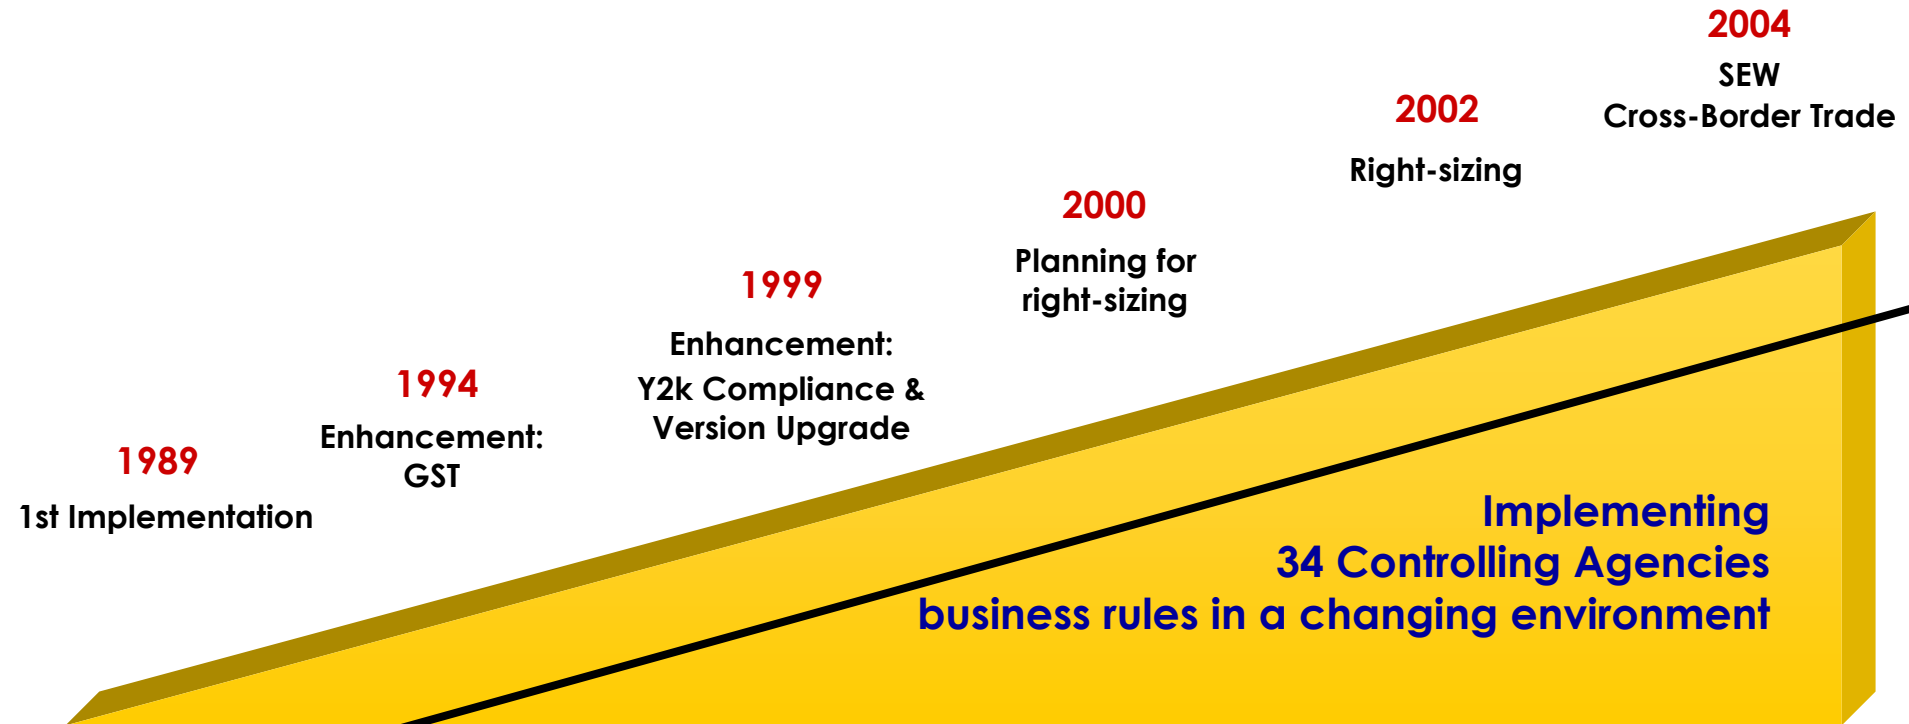 1989
1st Implementation
1994
Enhancement:
GST
1999
Enhancement:
Y2k Compliance &
Version Upgrade
2000
Planning for
right-sizing
2002
Right-sizing
2004
SEW
Cross-Border Trade
Implementing
34 Controlling Agencies
business rules in a changing environment